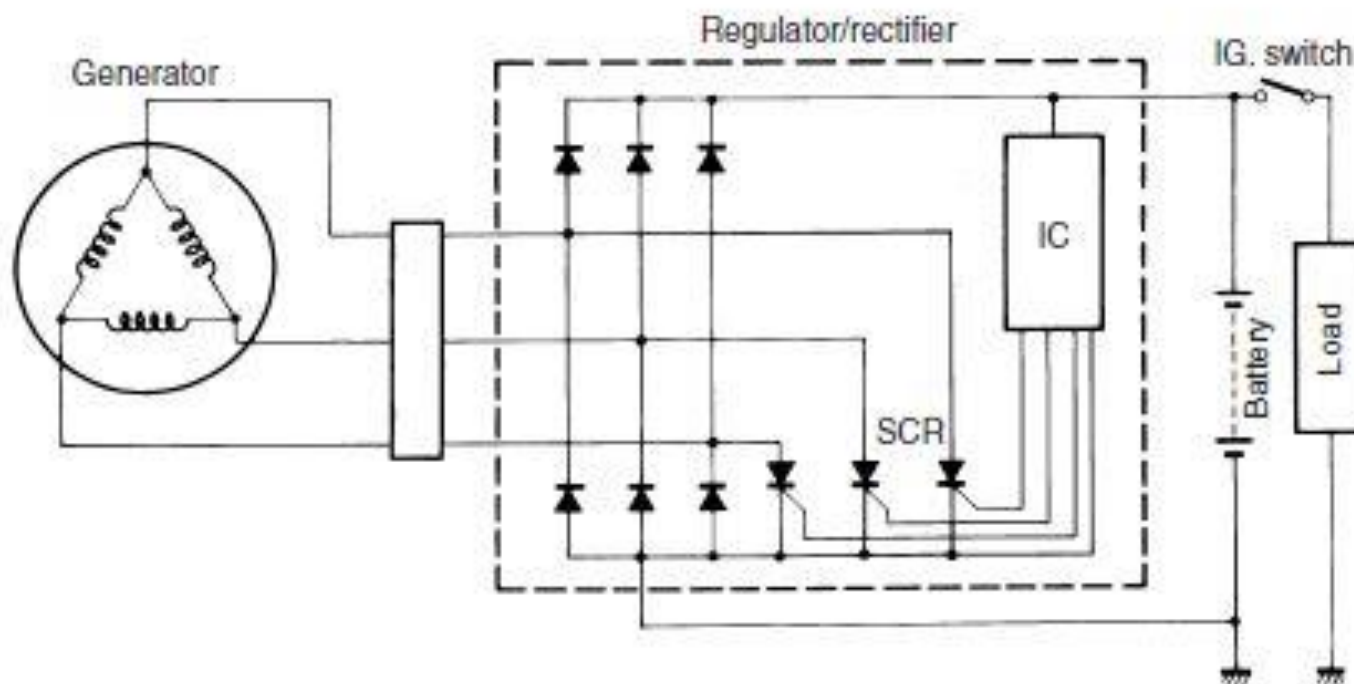 Regulator/rectifier
Generator
IG. switch
IC
SCR
Battery
Load